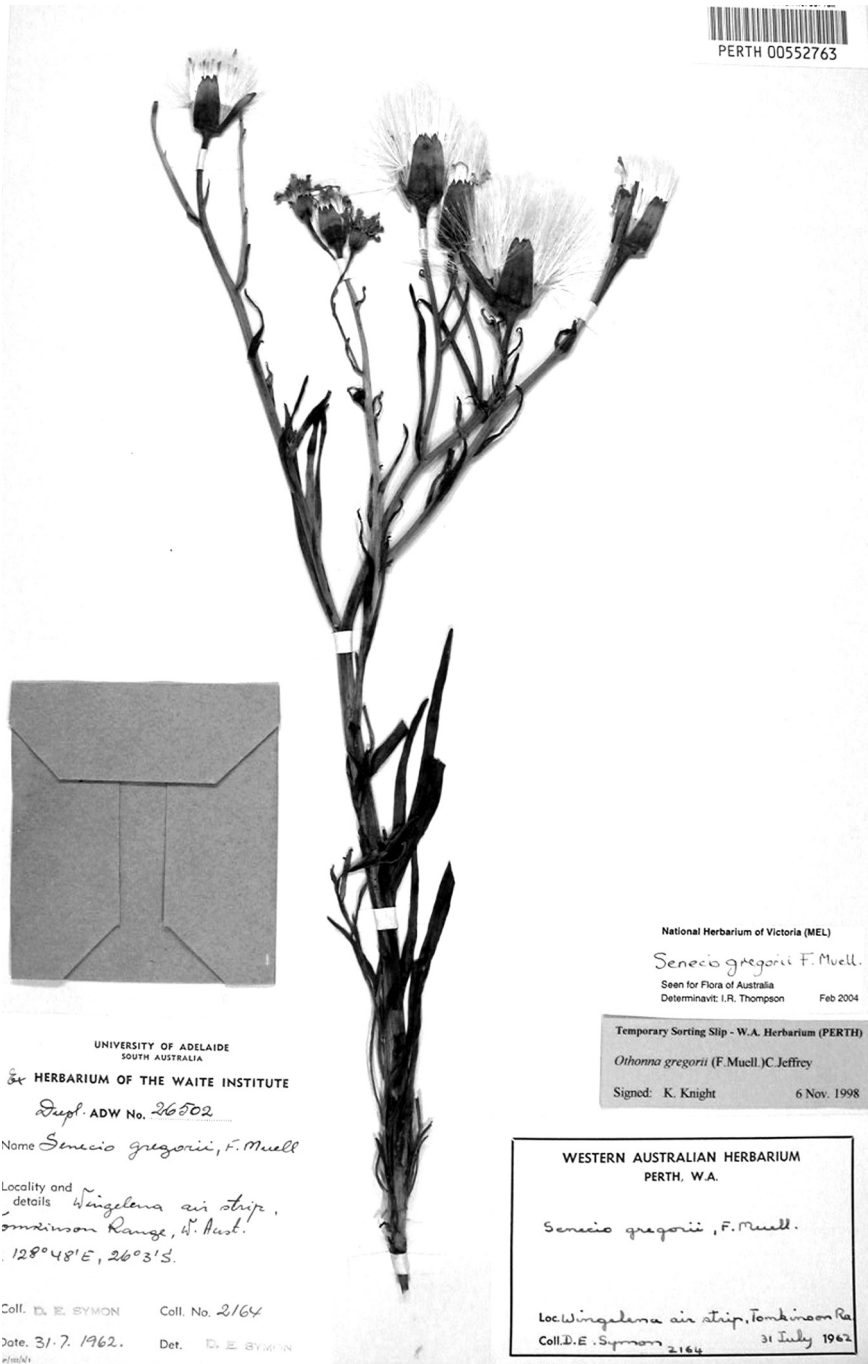 PERTH 00552763
National Herbarium of Victoria (MEL)
Senecio gregorii F. Muell.
Seen for Flora of Australia
Determinavit: I.R. Thompson Feb 2004
Temporary Sorting Slip - W.A. Herbarium (PERTH)
Othonna gregorii (F.Muell.)C.Jeffrey
Signed: K. Knight 6 Nov. 1998
UNIVERSITY OF ADELAIDE
SOUTH AUSTRALIA
Ex HERBARIUM OF THE WAITE INSTITUTE
Dupl. ADW No. 26502
Name Senecio gregorii, F. Muell
Locality and
details Wingelena air strip,
omkinson Range, W. Aust.
128°48'E, 26°3'S.
Coll. D. E. SYMON Coll. No. 2164
Date. 31.7. 1962. Det. D. E. SYMON
WESTERN AUSTRALIAN HERBARIUM
PERTH, W.A.
Senecio gregorii, F. Muell.
Loc. Wingelena air strip, Tomkinson Ra
Coll. D.E. Symon 2164 31 July 1962